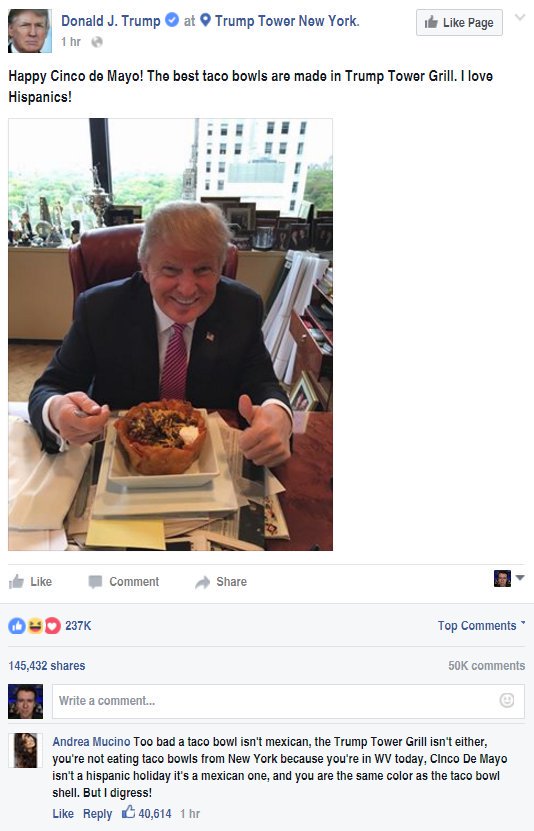 Donald J. Trump at Trump Tower New York.
Like Page
1 hr
Happy Cinco de Mayo! The best taco bowls are made in Trump Tower Grill. I love
Hispanics!
Like Comment Share
237K Top Comments
145,432 shares 50K comments
Write a comment...
Andrea Mucino Too bad a taco bowl isn't mexican, the Trump Tower Grill isn't either,
you're not eating taco bowls from New York because you're in WV today, CInco De Mayo
isn't a hispanic holiday it's a mexican one, and you are the same color as the taco bowl
shell. But I digress!
Like Reply 40,614 1 hr